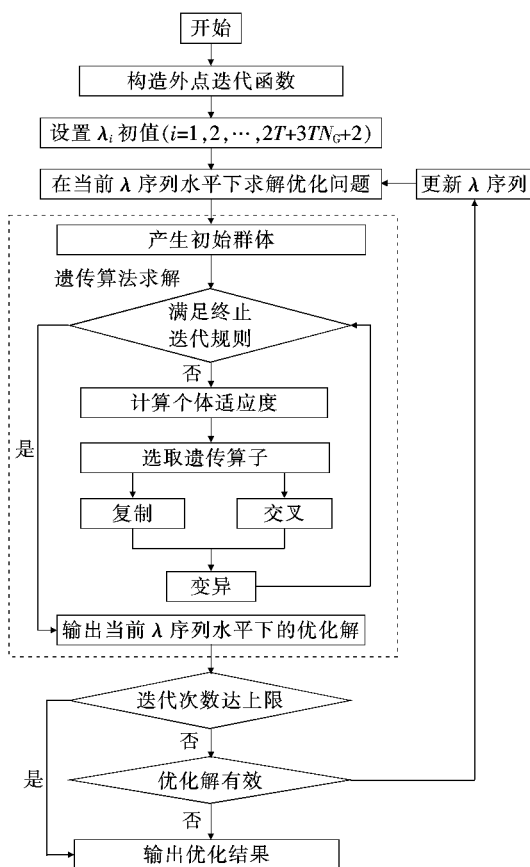 开始
构造外点迭代函数
设置 λi 初值(i=1,2,…,2T+3TNG+2)
在当前 λ 序列水平下求解优化问题
更新 λ 序列
产生初始群体
遗传算法求解
满足终止
迭代规则
否
是
计算个体适应度
选取遗传算子
复制
交叉
变异
输出当前 λ 序列水平下的优化解
迭代次数达上限
否
是
优化解有效
否
输出优化结果